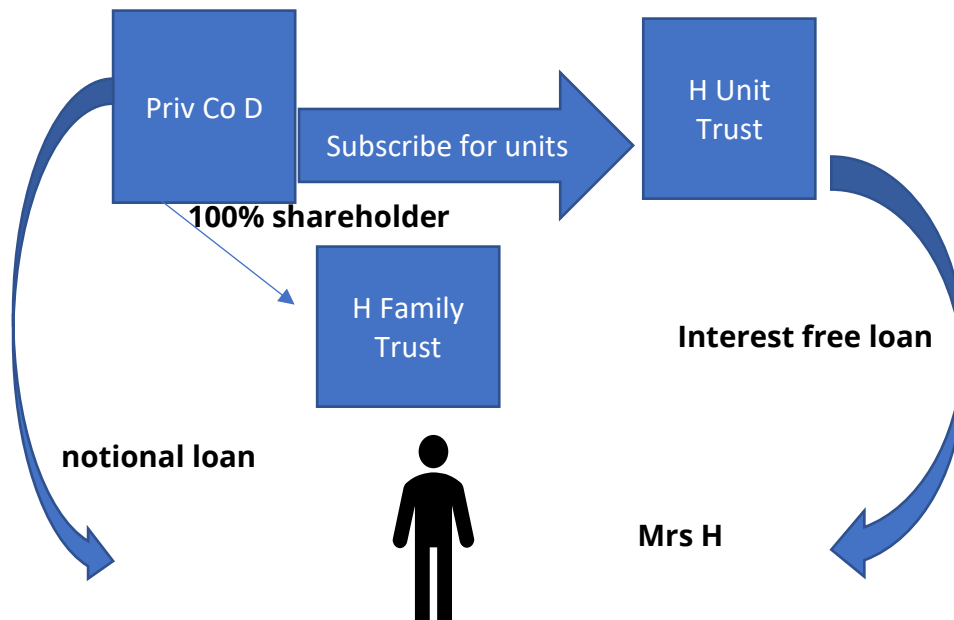 Priv Co D
Subscribe for units
H Unit
Trust
100% shareholder
H Family
Trust
Interest free loan
notional loan
Mrs H